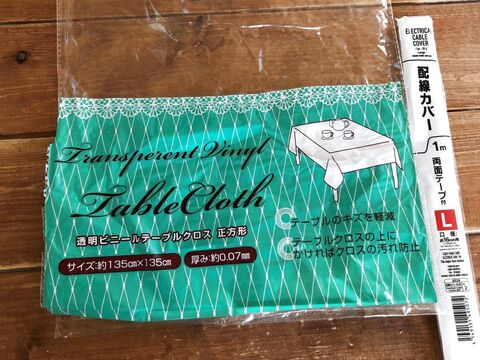 Transperent Vinyl
Table Cloth
透明ビニールテーブルクロス 正方形
サイズ:約135cm×135cm
厚み:約0.07mm
テーブルのキズを軽減
テーブルクロスの上に
かければクロスの汚れ防止
ELECTRICAL
CABLE
COVER
配線カバー
1m
両面テープ付
L